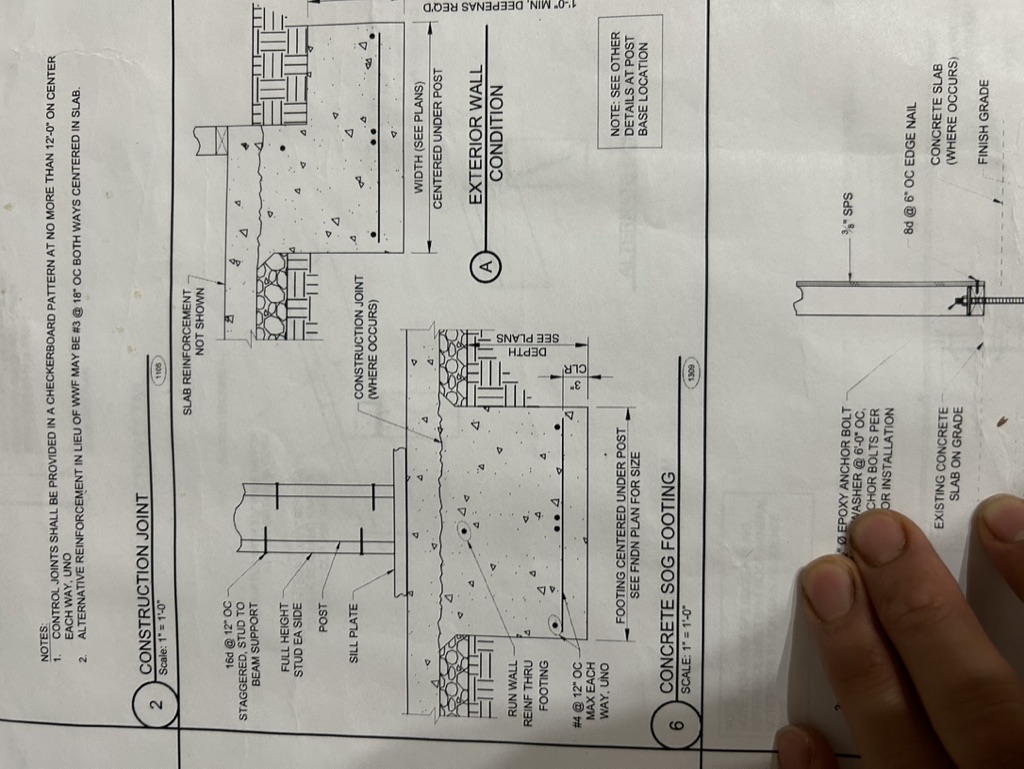 NOTES:
1. CONTROL JOINTS SHALL BE PROVIDED IN A CHECKERBOARD PATTERN AT NO MORE THAN 12'-0" ON CENTER
EACH WAY, UNO
2. ALTERNATIVE REINFORCEMENT IN LIEU OF WWF MAY BE #3 @ 18" OC BOTH WAYS CENTERED IN SLAB.
2
CONSTRUCTION JOINT
Scale: 1" = 1'-0"
1105
SLAB REINFORCEMENT
NOT SHOWN
16d @ 12" OC
STAGGERED, STUD TO
BEAM SUPPORT
FULL HEIGHT
STUD EA SIDE
POST
SILL PLATE
CONSTRUCTION JOINT
(WHERE OCCURS)
RUN WALL
REINF THRU
FOOTING
#4 @ 12" OC
MAX EACH
WAY, UNO
DEPTH
SEE PLANS
3"
CLR
FOOTING CENTERED UNDER POST
SEE FNDN PLAN FOR SIZE
1'-0" MIN, DEEPENAS REQ'D
WIDTH (SEE PLANS)
CENTERED UNDER POST
A
EXTERIOR WALL
CONDITION
NOTE: SEE OTHER
DETAILS AT POST
BASE LOCATION
6
CONCRETE SOG FOOTING
SCALE: 1" = 1'-0"
1309
" Ø EPOXY ANCHOR BOLT
WASHER @ 6'-0" OC,
CHOR BOLTS PER
OR INSTALLATION
EXISTING CONCRETE
SLAB ON GRADE
3/8" SPS
8d @ 6" OC EDGE NAIL
CONCRETE SLAB
(WHERE OCCURS)
FINISH GRADE